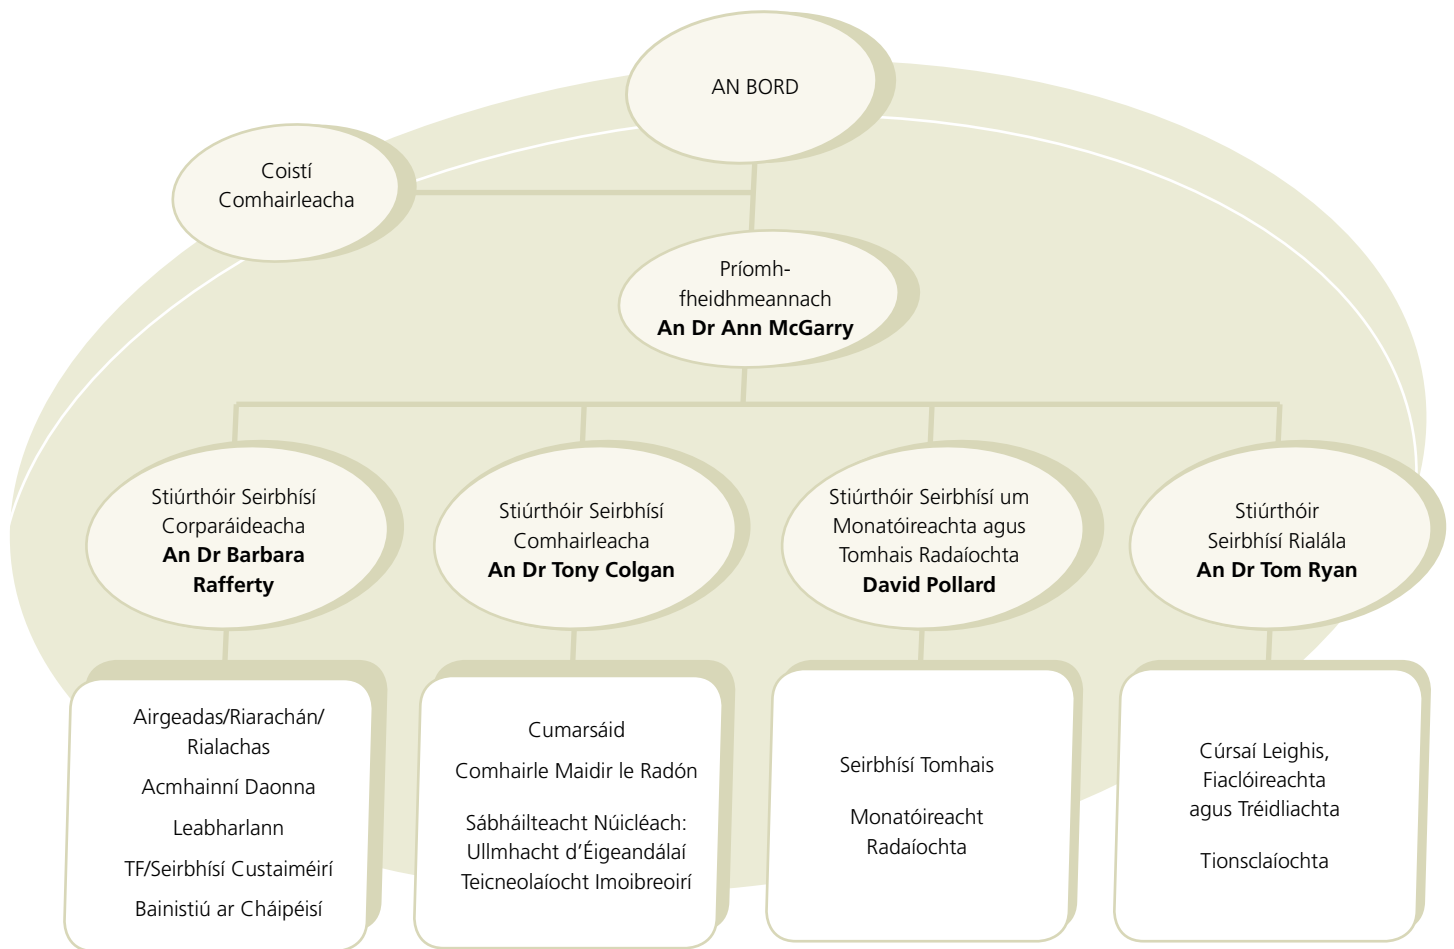 AN BORD
Coistí
Comhairleacha
Príomh-
fheidhmeannach
An Dr Ann McGarry
Stiúrthóir Seirbhísí
Corparáideacha
An Dr Barbara
Rafferty
Stiúrthóir Seirbhísí
Comhairleacha
An Dr Tony Colgan
Stiúrthóir Seirbhísí um
Monatóireachta agus
Tomhais Radaíochta
David Pollard
Stiúrthóir
Seirbhísí Rialála
An Dr Tom Ryan
Airgeadas/Riarachán/
Rialachas
Acmhainní Daonna
Leabharlann
TF/Seirbhísí Custaiméirí
Bainistiú ar Cháipéisí
Cumarsáid
Comhairle Maidir le Radón
Sábháilteacht Núicléach:
Ullmhacht d’Éigeandálaí
Teicneolaíocht Imoibreoirí
Seirbhísí Tomhais
Monatóireacht
Radaíochta
Cúrsaí Leighis,
Fiaclóireachta
agus Tréidliachta
Tionsclaíochta